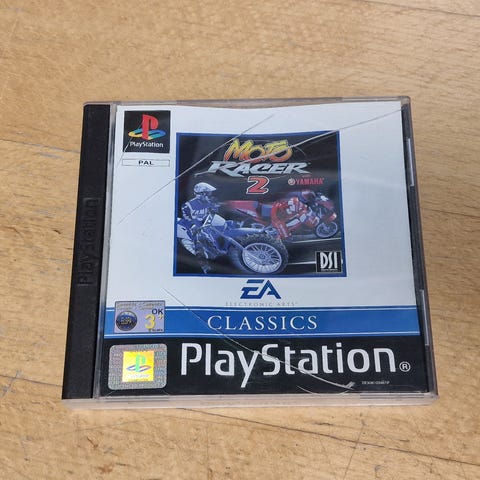 PlayStation
PAL
MOTO
RACER
2
YAMAHA
DSI
EA
ELECTRONIC ARTS
OK
3+
CLASSICS
PlayStation®
PlayStation